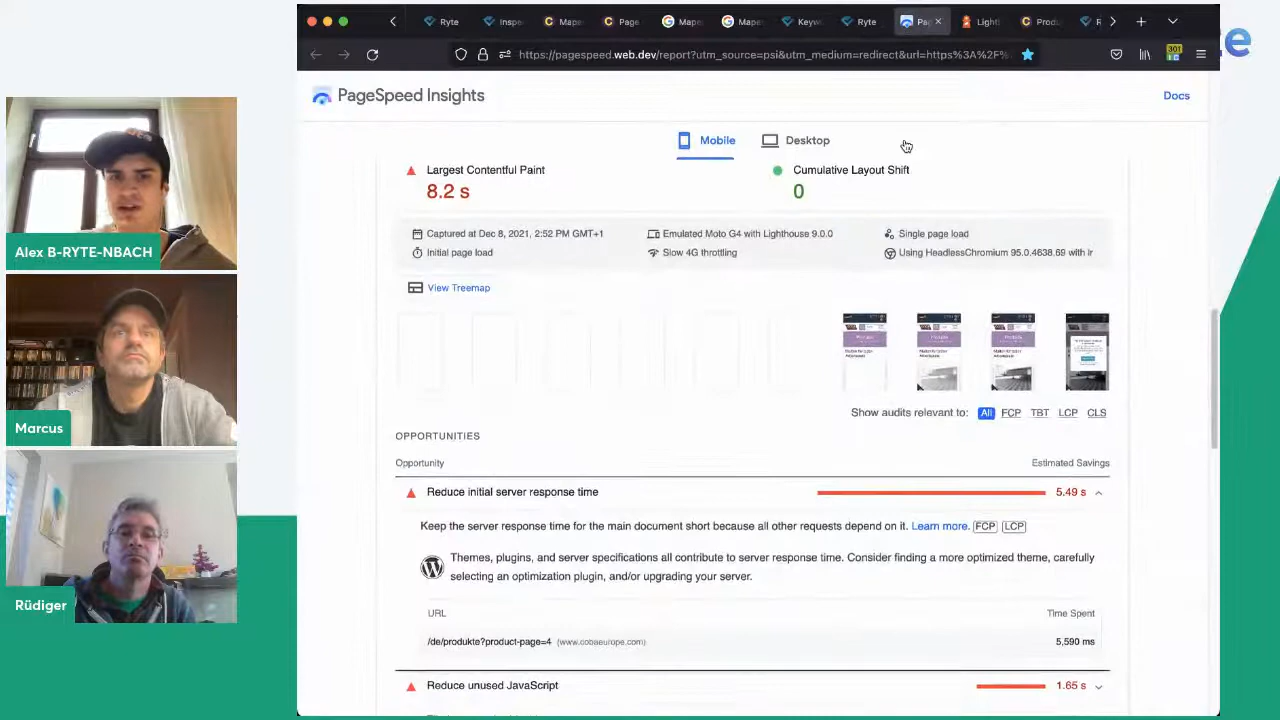 Ryte
Inspe
Mape
Page
Mape
Mape
Keyw
Ryte
Pag
Light
Produ
R
https://pagespeed.web.dev/report?utm_source=psi&utm_medium=redirect&url=https%3A%2F%
301
PageSpeed Insights
Docs
Mobile
Desktop
Largest Contentful Paint
8.2 s
Cumulative Layout Shift
0
Captured at Dec 8, 2021, 2:52 PM GMT+1
Emulated Moto G4 with Lighthouse 9.0.0
Single page load
Initial page load
Slow 4G throttling
Using HeadlessChromium 95.0.4638.69 with lr
View Treemap
Show audits relevant to: All FCP TBT LCP CLS
OPPORTUNITIES
Opportunity
Estimated Savings
Reduce initial server response time
5.49 s
Keep the server response time for the main document short because all other requests depend on it. Learn more. FCP LCP
Themes, plugins, and server specifications all contribute to server response time. Consider finding a more optimized theme, carefully
selecting an optimization plugin, and/or upgrading your server.
URL
Time Spent
/de/produkte?product-page=4 (www.cobaeurope.com)
5,590 ms
Reduce unused JavaScript
1.65 s
Alex B-RYTE-NBACH
Marcus
Rüdiger
e